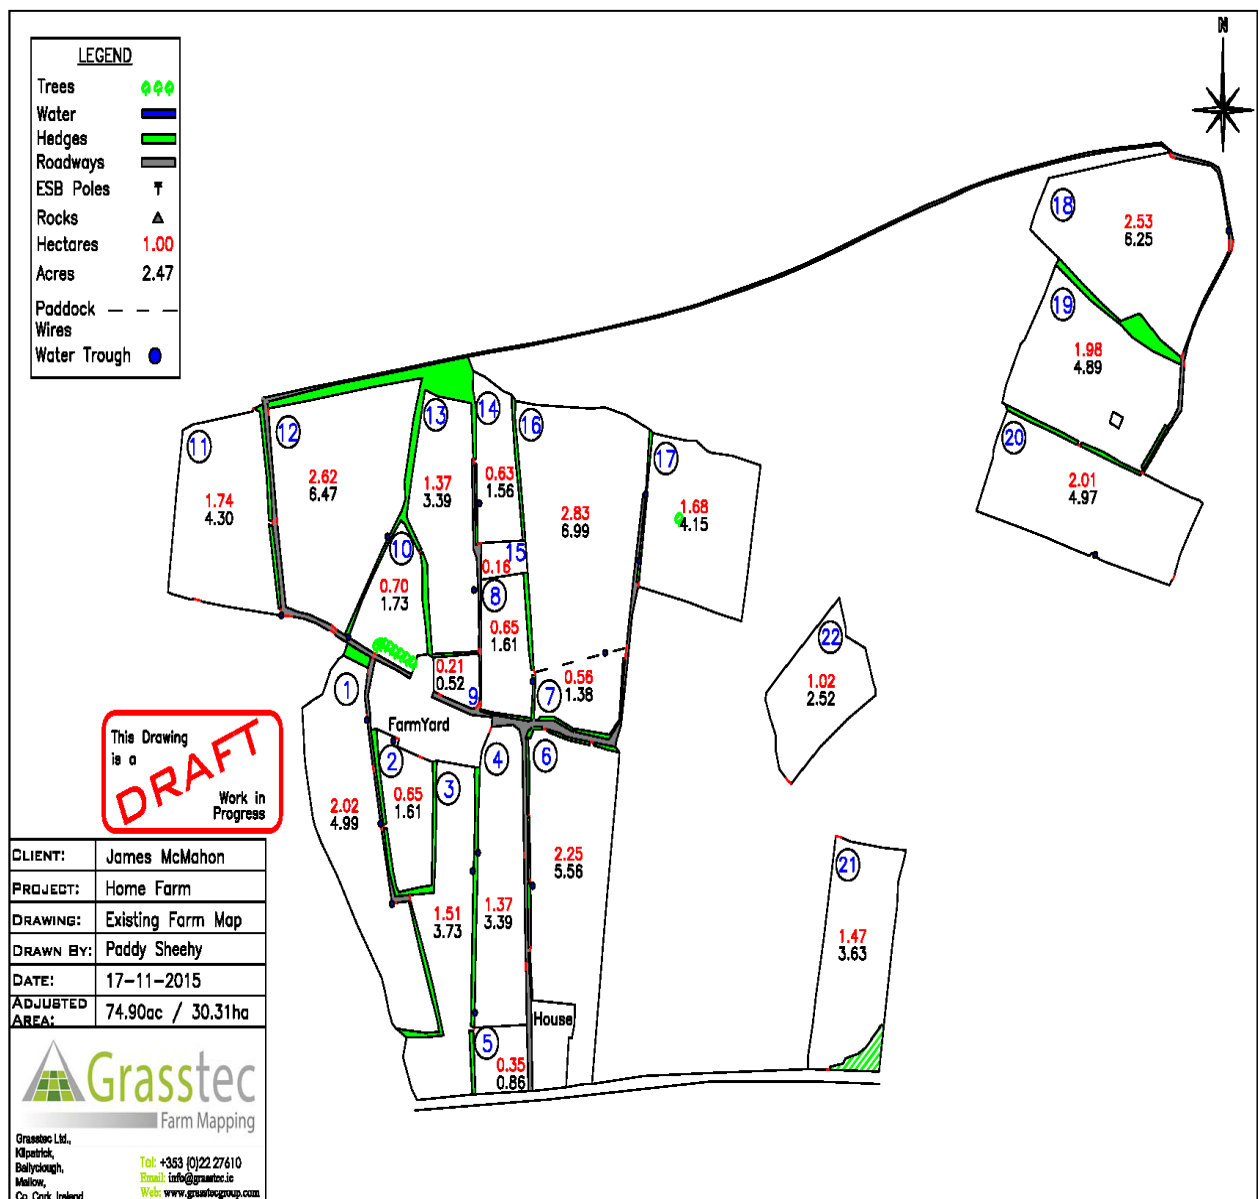 N
LEGEND
Trees
Water
Hedges
Roadways
ESB Poles
Rocks
Hectares 1.00
Acres 2.47
Paddock
Wires
Water Trough
18
2.53
6.25
19
1.98
4.89
20
2.01
4.97
11
1.74
4.30
12
2.62
6.47
13
1.37
3.39
14
0.63
1.56
16
2.83
6.99
17
1.68
4.15
10
0.70
1.73
15
0.16
8
0.65
1.61
0.21
0.52
9
7
0.56
1.38
22
1.02
2.52
1
2.02
4.99
FarmYard
2
0.65
1.61
3
1.51
3.73
4
1.37
3.39
6
2.25
5.56
5
0.35
0.86
House
21
1.47
3.63
This Drawing
is a
DRAFT
Work in
Progress
CLIENT: James McMahon
PROJECT: Home Farm
DRAWING: Existing Farm Map
DRAWN BY: Paddy Sheehy
DATE: 17-11-2015
ADJUSTED
AREA: 74.90ac / 30.31ha
Grasstec
Farm Mapping
Grasstec Ltd.,
Kilpatrick,
Ballyclough,
Mallow,
Co. Cork, Ireland
Tel: +353 (0)22 27610
Email: info@grasstec.ie
Web: www.grasstecgroup.com